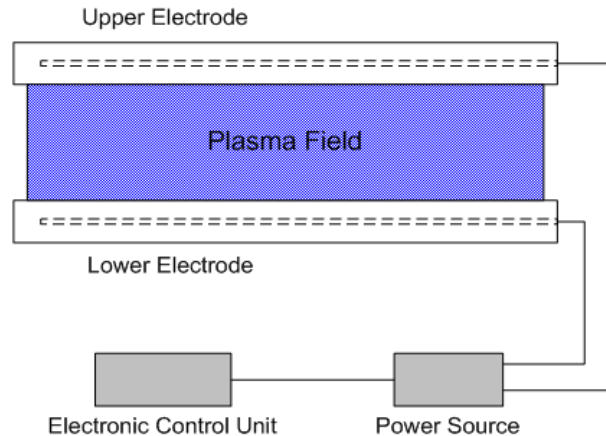 Upper Electrode
Plasma Field
Lower Electrode
Electronic Control Unit
Power Source